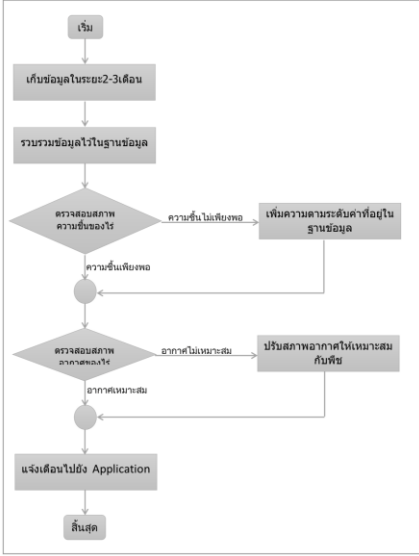 เริ่ม
เก็บข้อมูลในระยะ2-3เดือน
รวบรวมข้อมูลไว้ในฐานข้อมูล
ตรวจสอบสภาพ
ความชื้นของไร่
ความชื้นไม่เพียงพอ
เพิ่มความตามระดับค่าที่อยู่ใน
ฐานข้อมูล
ความชื้นเพียงพอ
ตรวจสอบสภาพ
อากาศของไร่
อากาศไม่เหมาะสม
ปรับสภาพอากาศให้เหมาะสม
กับพืช
อากาศเหมาะสม
แจ้งเตือนไปยัง Application
สิ้นสุด